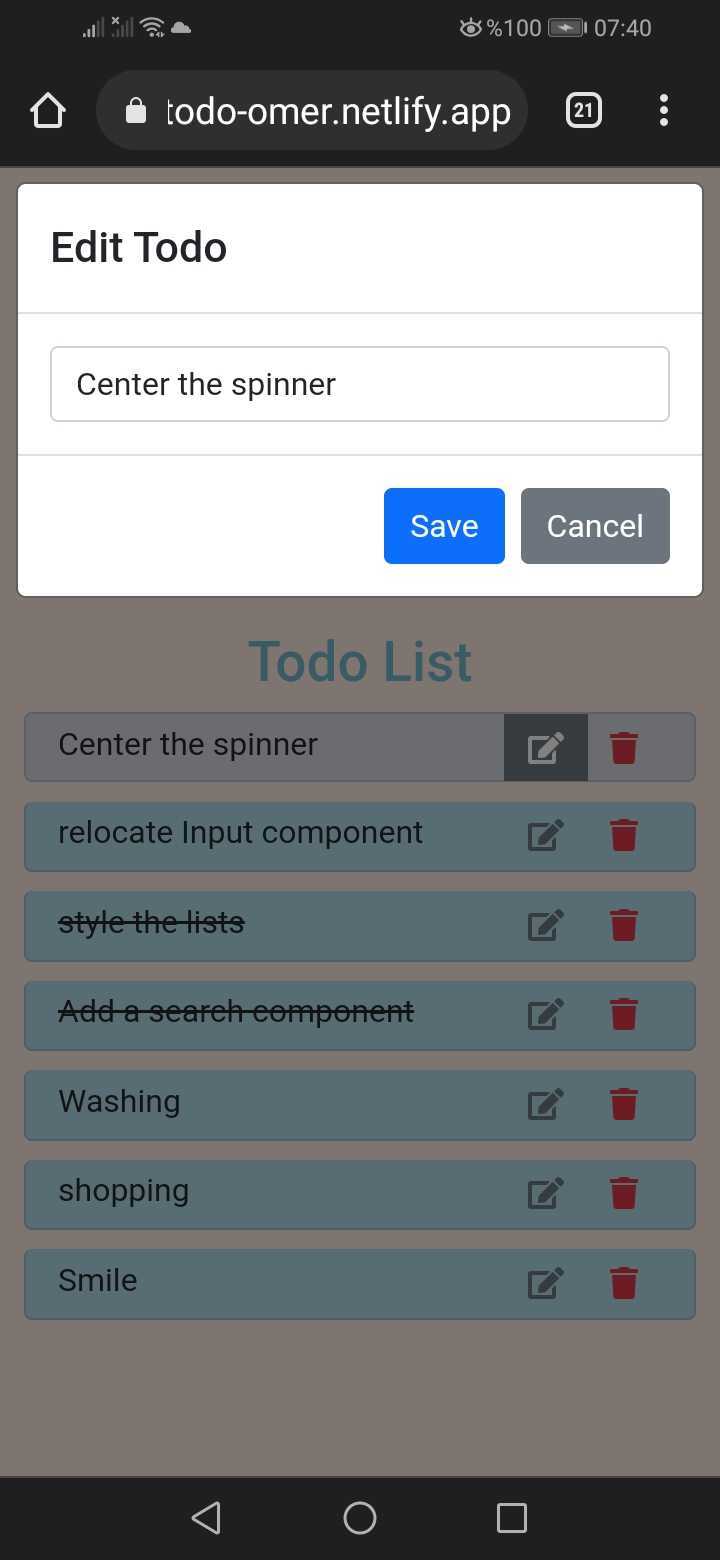 %100 07:40
todo-omer.netlify.app 21
Edit Todo
Center the spinner
Save Cancel
Todo List
Center the spinner
relocate Input component
style the lists
Add a search component
Washing
shopping
Smile